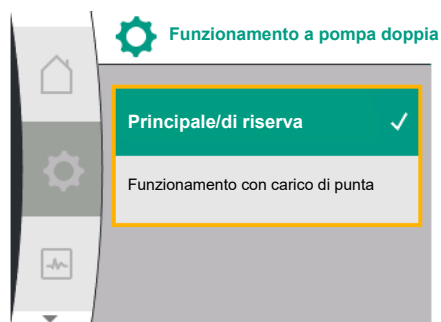 Funzionamento a pompa doppia
Principale/di riserva
Funzionamento con carico di punta